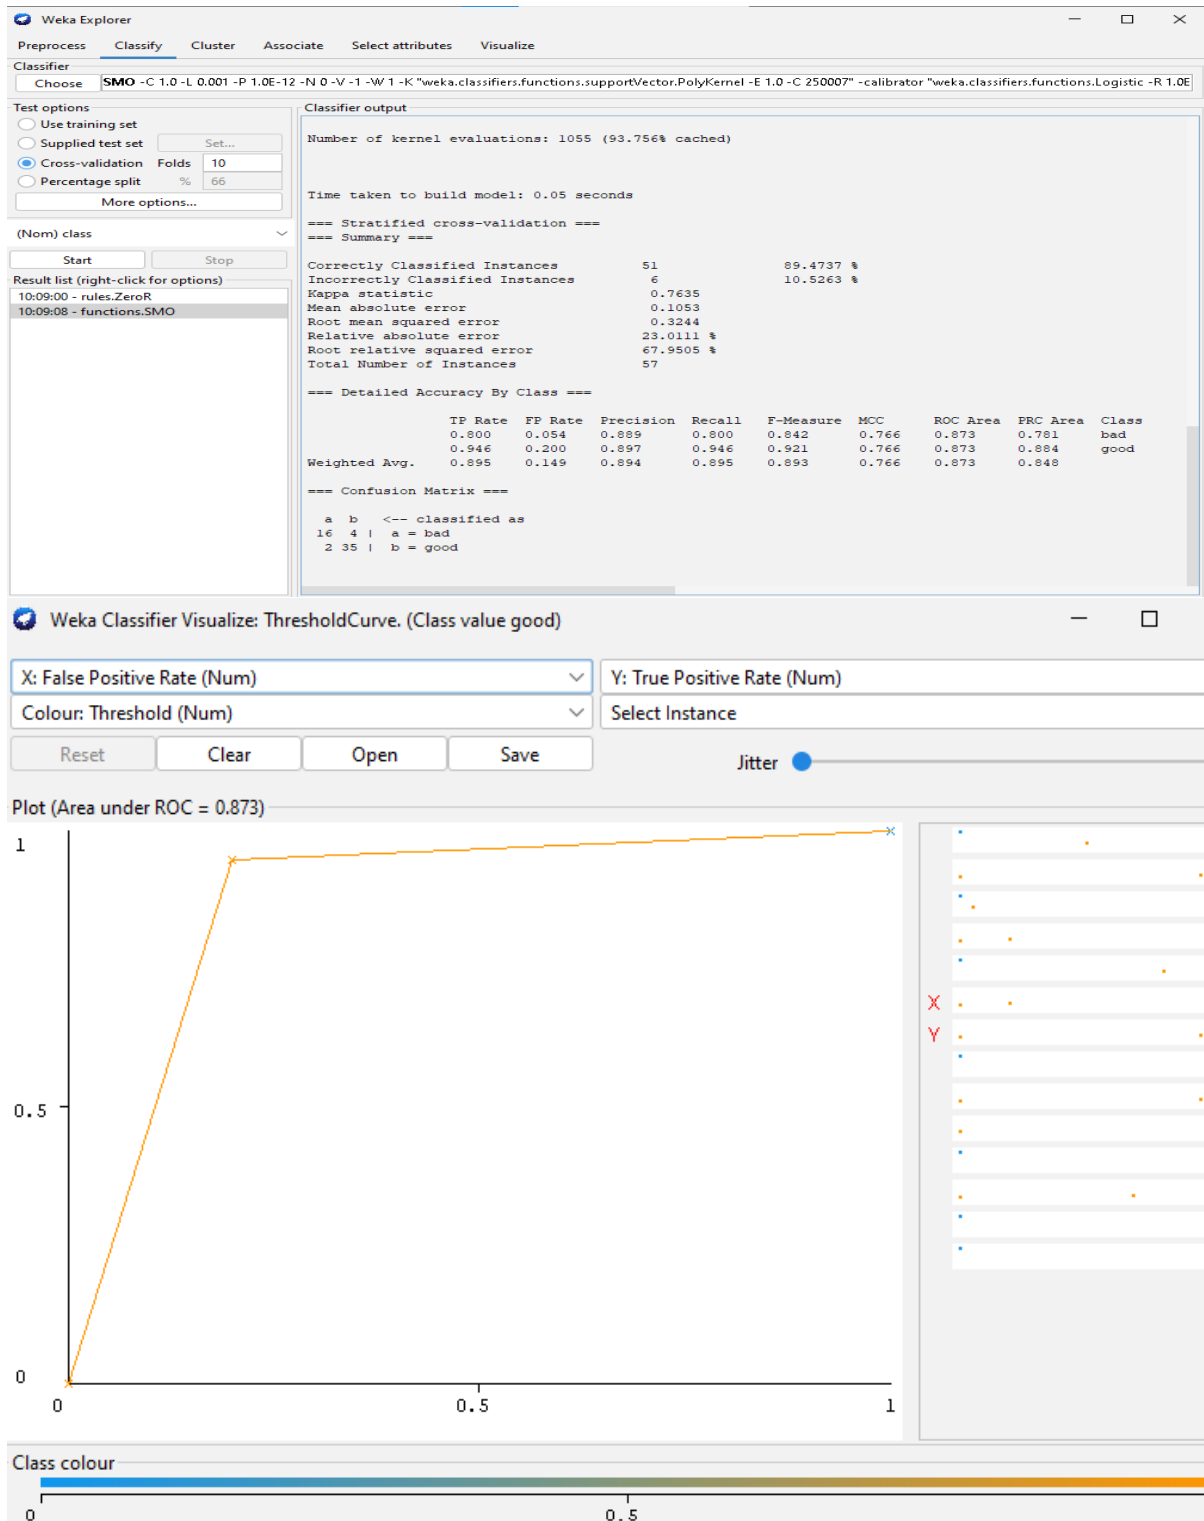 Weka Explorer
Preprocess Classify Cluster Associate Select attributes Visualize
Classifier
Choose SMO -C 1.0 -L 0.001 -P 1.0E-12 -N 0 -V -1 -W 1 -K "weka.classifiers.functions.supportVector.PolyKernel -E 1.0 -C 250007" -calibrator "weka.classifiers.functions.Logistic -R 1.0E
Test options
Use training set
Supplied test set Set...
Cross-validation Folds 10
Percentage split % 66
More options...
(Nom) class
Start Stop
Result list (right-click for options)
10:09:00 - rules.ZeroR
10:09:08 - functions.SMO
Classifier output
Number of kernel evaluations: 1055 (93.756% cached)
Time taken to build model: 0.05 seconds
=== Stratified cross-validation ===
=== Summary ===
Correctly Classified Instances 51 89.4737 %
Incorrectly Classified Instances 6 10.5263 %
Kappa statistic 0.7635
Mean absolute error 0.1053
Root mean squared error 0.3244
Relative absolute error 23.0111 %
Root relative squared error 67.9505 %
Total Number of Instances 57
=== Detailed Accuracy By Class ===
TP Rate FP Rate Precision Recall F-Measure MCC ROC Area PRC Area Class
0.800 0.054 0.889 0.800 0.842 0.766 0.873 0.781 bad
0.946 0.200 0.897 0.946 0.921 0.766 0.873 0.884 good
Weighted Avg. 0.895 0.149 0.894 0.895 0.893 0.766 0.873 0.848
=== Confusion Matrix ===
a b <-- classified as
16 4 | a = bad
2 35 | b = good
Weka Classifier Visualize: ThresholdCurve. (Class value good)
X: False Positive Rate (Num) Y: True Positive Rate (Num)
Colour: Threshold (Num) Select Instance
Reset Clear Open Save Jitter
Plot (Area under ROC = 0.873)
1
X
Y
0.5
0
0 0.5 1
Class colour
0 0.5